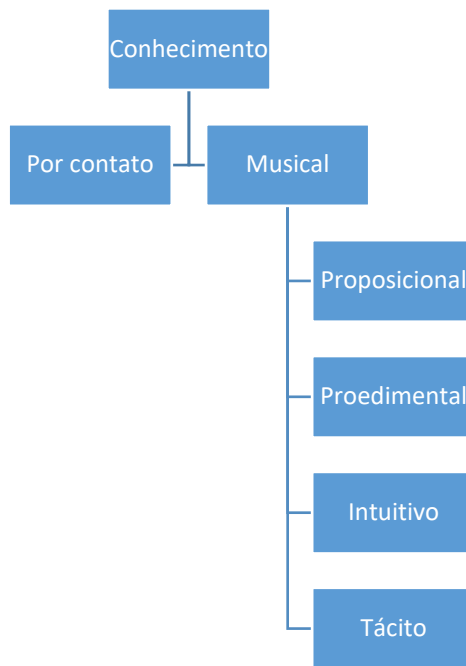 Conhecimento
Por contato
Musical
Proposicional
Proedimental
Intuitivo
Tácito